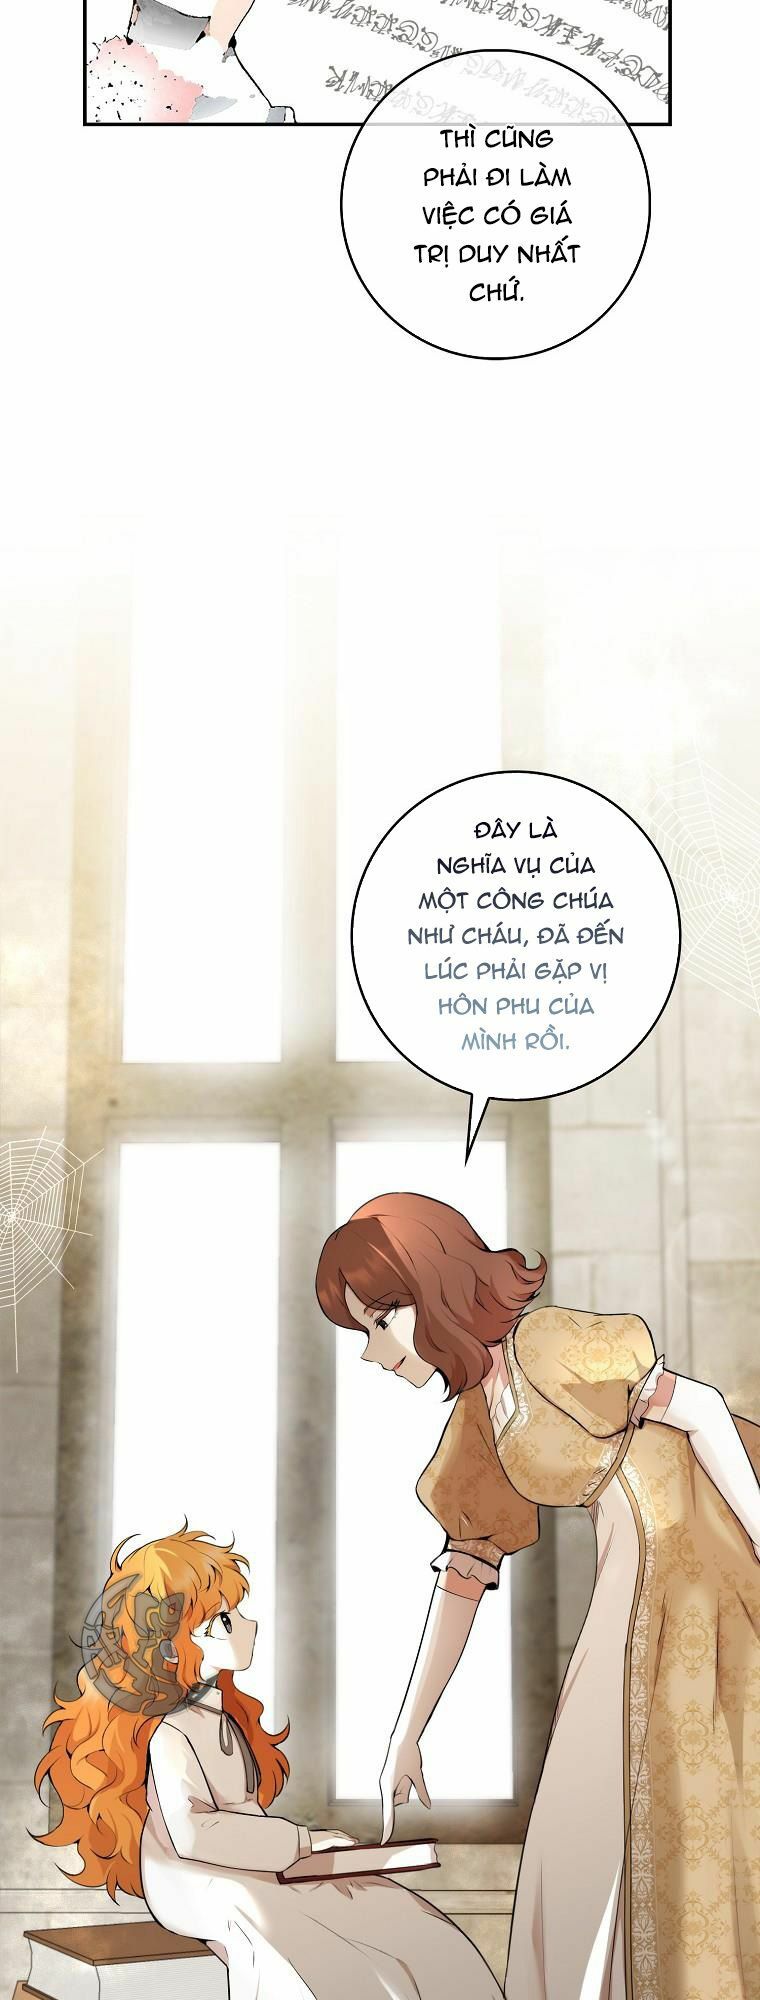 THÌ CŨNG
PHẢI ĐI LÀM
VIỆC CÓ GIÁ
TRỊ DUY NHẤT
CHỨ.
ĐÂY LÀ
NGHĨA VỤ CỦA
MỘT CÔNG CHÚA
NHƯ CHÁU, ĐÃ ĐẾN
LÚC PHẢI GẶP VỊ
HÔN PHU CỦA
MÌNH RỒI.